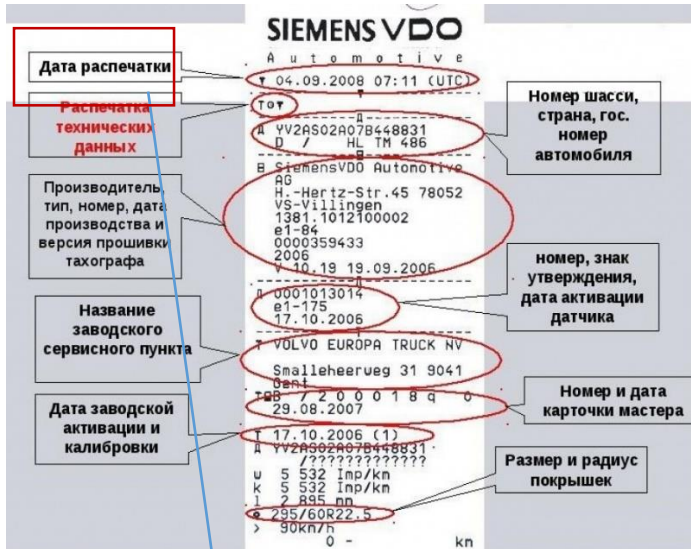 SIEMENS VDO
Automotive
▼ 04.09.2008 07:11 (UTC)
T⊙▼
A YV2AS02A07B448831
D / HL TM 486
B SiemensVDO Automotive
AG
H.-Hertz-Str.45 78052
VS-Villingen
1381.1012100002
e1-84
0000359433
2006
V 10.19 19.09.2006
Л 0001013014
e1-175
17.10.2006
T VOLVO EUROPA TRUCK NV
Smalleheerweg 31 9041
Gent
T⊙B /200018q 0
29.08.2007
T 17.10.2006 (1)
A YV2AS02A07B448831
/?????????????
w 5 532 Imp/km
k 5 532 Imp/km
l 2 895 mm
● 295/60R22.5
> 90km/h
0 - km
Дата распечатки
Распечатка
технических
данных
Производитель,
тип, номер, дата
производства и
версия прошивки
тахографа
Название
заводского
сервисного пункта
Дата заводской
активации и
калибровки
Номер шасси,
страна, гос.
номер
автомобиля
номер, знак
утверждения,
дата активации
датчика
Номер и дата
карточки мастера
Размер и радиус
покрышек